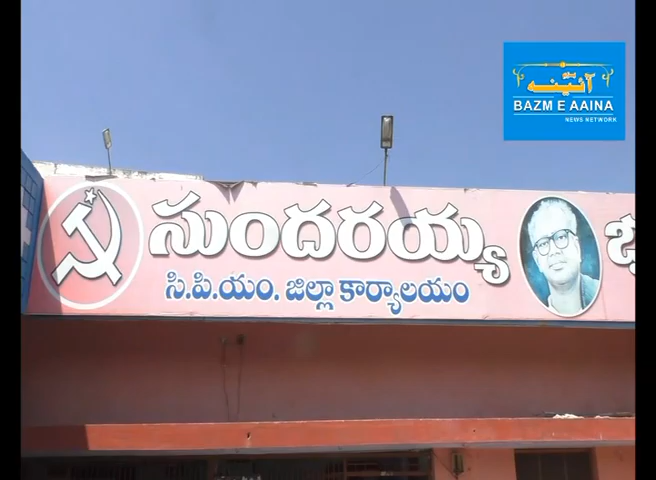 آئینہ
BAZM E AAINA
NEWS NETWORK
సుందరయ్య
సి.పి.యం. జిల్లా కార్యాలయం